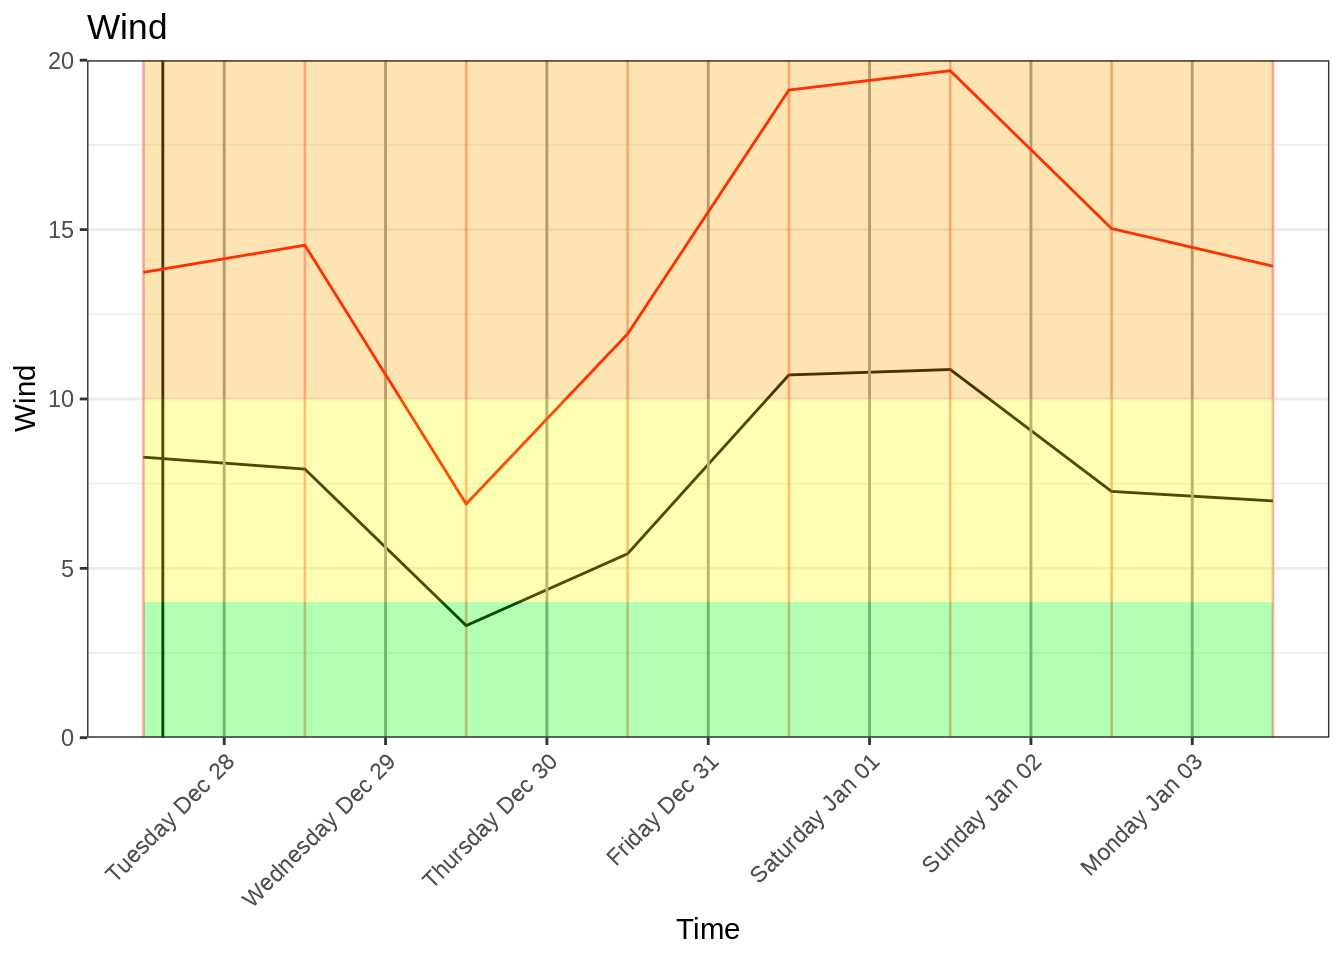 Wind
20
15
10
5
0
Wind
Tuesday Dec 28
Wednesday Dec 29
Thursday Dec 30
Friday Dec 31
Saturday Jan 01
Sunday Jan 02
Monday Jan 03
Time